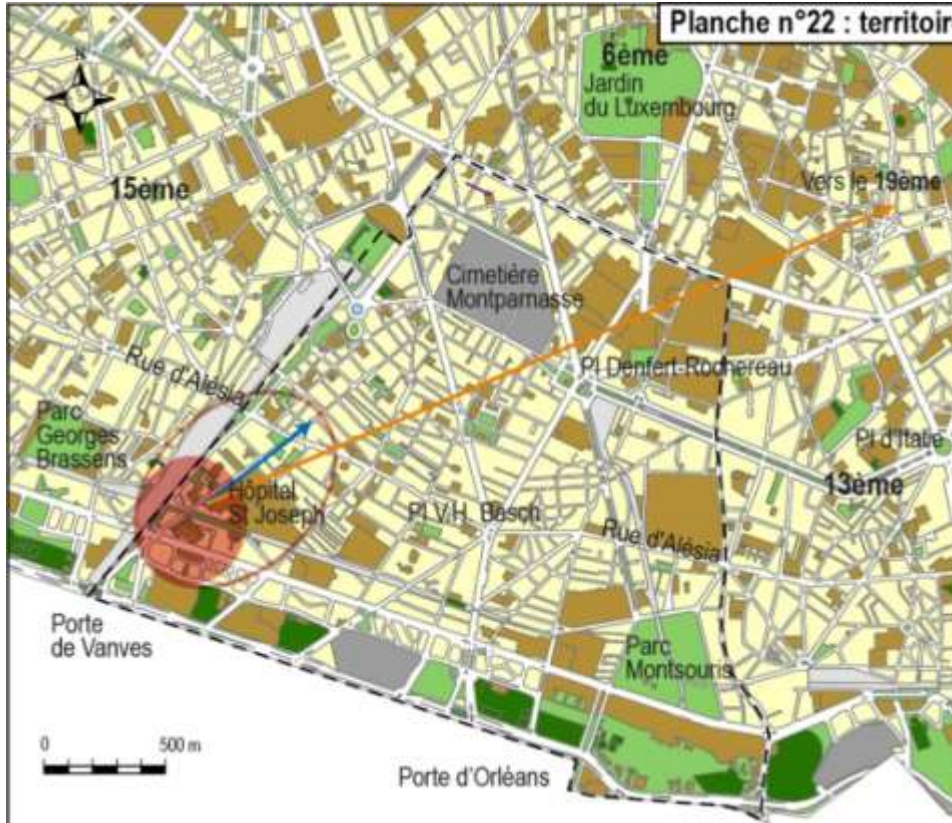 Planche n°22 : territoir
6ème
Jardin
du Luxembourg
15ème
Vers le 19ème
Cimetière
Montparnasse
Rue d'Alésia
Pl Denfert-Rochereau
Parc
Georges
Brassens
Pl d'Italie
Hôpital
St Joseph
13ème
Pl V.H. Basch
Rue d'Alésia
Porte
de Vanves
Parc
Montsouris
0 500 m
Porte d'Orléans